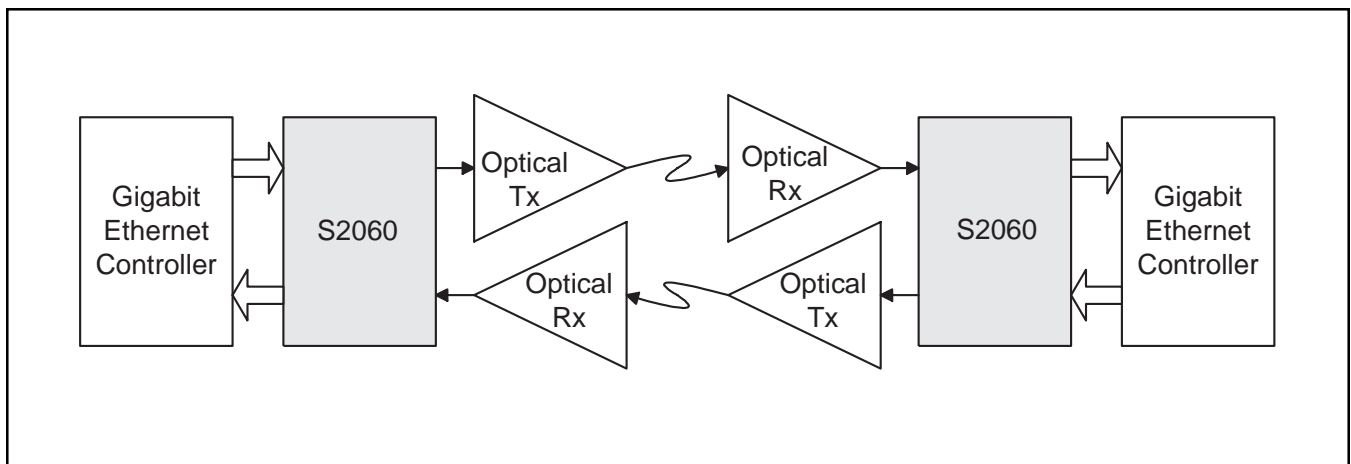 Gigabit
Ethernet
Controller
S2060
Optical
Tx
Optical
Rx
Optical
Rx
Optical
Tx
S2060
Gigabit
Ethernet
Controller